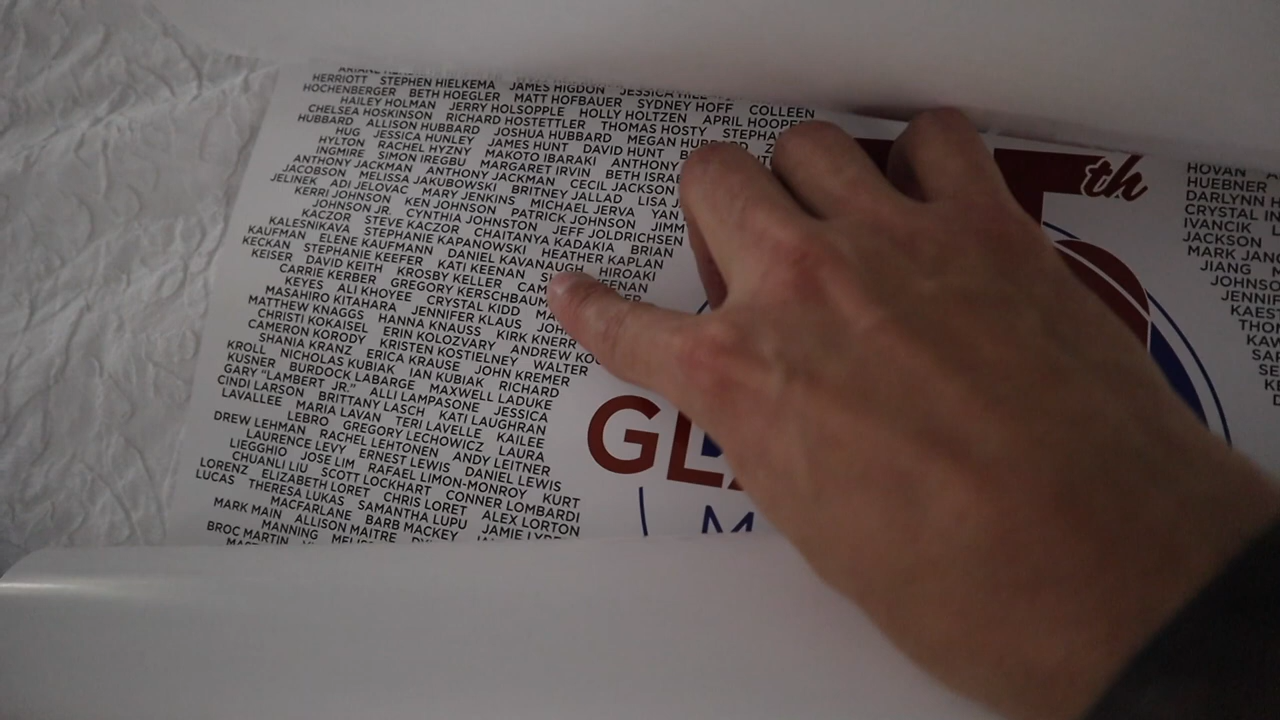 HERRIOTT STEPHEN HIELKEMA JAMES HIGDON
HOCHENBERGER BETH HOEGLER MATT HOFBAUER SYDNEY HOFF COLLEEN
HAILEY HOLMAN JERRY HOLSOPPLE HOLLY HOLTZEN APRIL HOOPER
CHELSEA HOSKINSON RICHARD HOSTETTLER THOMAS HOSTY
HUBBARD ALLISON HUBBARD JOSHUA HUBBARD MEGAN HUBBARD
HUG JESSICA HUNLEY JAMES HUNT DAVID HUNT
HYLTON RACHEL HYZNY MAKOTO IBARAKI ANTHONY
INGMIRE SIMON IREGBU MARGARET IRVIN BETH
ANTHONY JACKMAN ANTHONY JACKMAN CECIL JACKSON
JACOBSON MELISSA JAKUBOWSKI BRITNEY JALLAD LISA
JELINEK ADI JELOVAC MARY JENKINS MICHAEL JERVA
KERRI JOHNSON KEN JOHNSON PATRICK JOHNSON
JOHNSON JR. CYNTHIA JOHNSTON JEFF JOLDRICHSEN
KACZOR STEVE KACZOR CHAITANYA KADAKIA BRIAN
KALESNIKAVA STEPHANIE KAPANOWSKI HEATHER KAPLAN
KAUFMAN ELENE KAUFMANN DANIEL KAVANAUGH HIROAKI
KECKAN STEPHANIE KEEFER KATI KEENAN
KEISER DAVID KEITH KROSBY KELLER
CARRIE KERBER GREGORY KERSCHBAUM
KEYES ALI KHOYEE CRYSTAL KIDD
MASAHIRO KITAHARA JENNIFER KLAUS
MATTHEW KNAGGS HANNA KNAUSS KIRK KNERR
CHRISTI KOKAISEL ERIN KOLOZVARY ANDREW
CAMERON KORODY KRISTEN KOSTIELNEY WALTER
SHANIA KRANZ ERICA KRAUSE JOHN KREMER
KROLL NICHOLAS KUBIAK IAN KUBIAK RICHARD
KUSNER BURDOCK LABARGE MAXWELL LADUKE
GARY "LAMBERT JR." ALLI LAMPASONE JESSICA
CINDI LARSON BRITTANY LASCH KATI LAUGHRAN
LAVALLEE MARIA LAVAN TERI LAVELLE KAILEE
LEBRO GREGORY LECHOWICZ LAURA
DREW LEHMAN RACHEL LEHTONEN ANDY LEITNER
LAURENCE LEVY ERNEST LEWIS DANIEL LEWIS
LIEGGHIO JOSE LIM RAFAEL LIMON-MONROY KURT
CHUANLI LIU SCOTT LOCKHART CONNER LOMBARDI
LORENZ ELIZABETH LORET CHRIS LORET ALEX LORTON
LUCAS THERESA LUKAS SAMANTHA LUPU
MACFARLANE BARB MACKEY
MARK MAIN ALLISON MAITRE
MANNING
BROC MARTIN
th
HOVAN
HUEBNER
DARLYNN
CRYSTAL
IVANCIK
JACKSON
MARK
JIANG